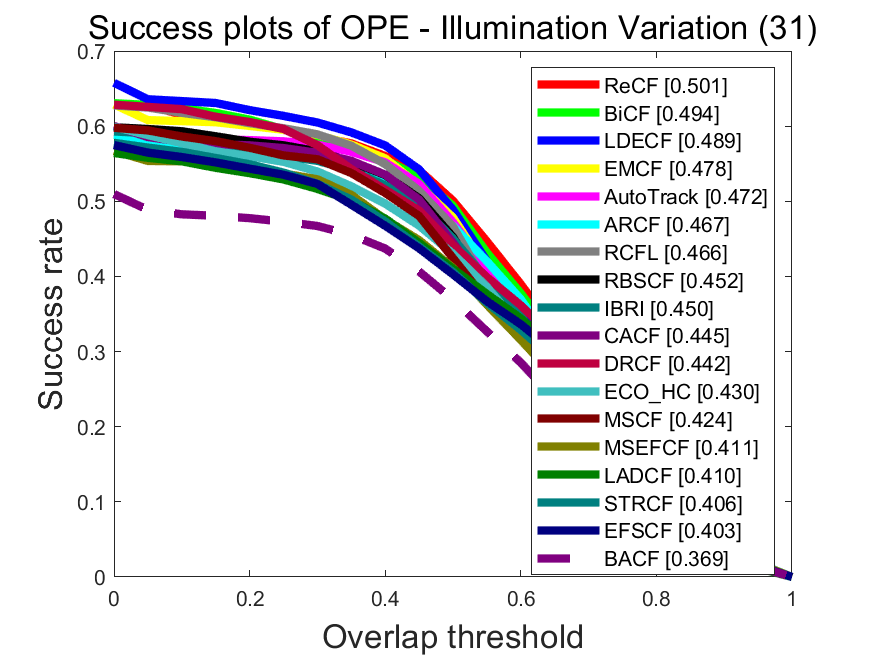 Success plots of OPE - Illumination Variation (31)
0.7
0.6
0.5
0.4
0.3
0.2
0.1
0
Success rate
ReCF [0.501]
BiCF [0.494]
LDECF [0.489]
EMCF [0.478]
AutoTrack [0.472]
ARCF [0.467]
RCFL [0.466]
RBSCF [0.452]
IBRI [0.450]
CACF [0.445]
DRCF [0.442]
ECO_HC [0.430]
MSCF [0.424]
MSEFCF [0.411]
LADCF [0.410]
STRCF [0.406]
EFSCF [0.403]
BACF [0.369]
0 0.2 0.4 0.6 0.8 1
Overlap threshold